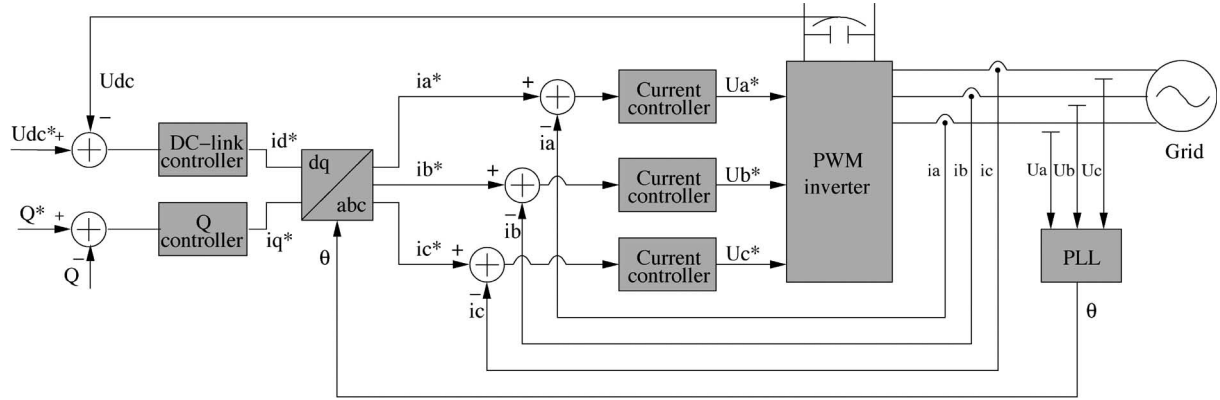 Udc
Udc*
+
−
DC−link
controller
id*
Q*
+
−
Q
Q
controller
iq*
dq
abc
θ
ia*
+
−
ia
ib*
+
−
ib
ic*
+
−
ic
Current
controller
Ua*
Current
controller
Ub*
Current
controller
Uc*
PWM
inverter
ia
ib
ic
Ua
Ub
Uc
Grid
PLL
θ